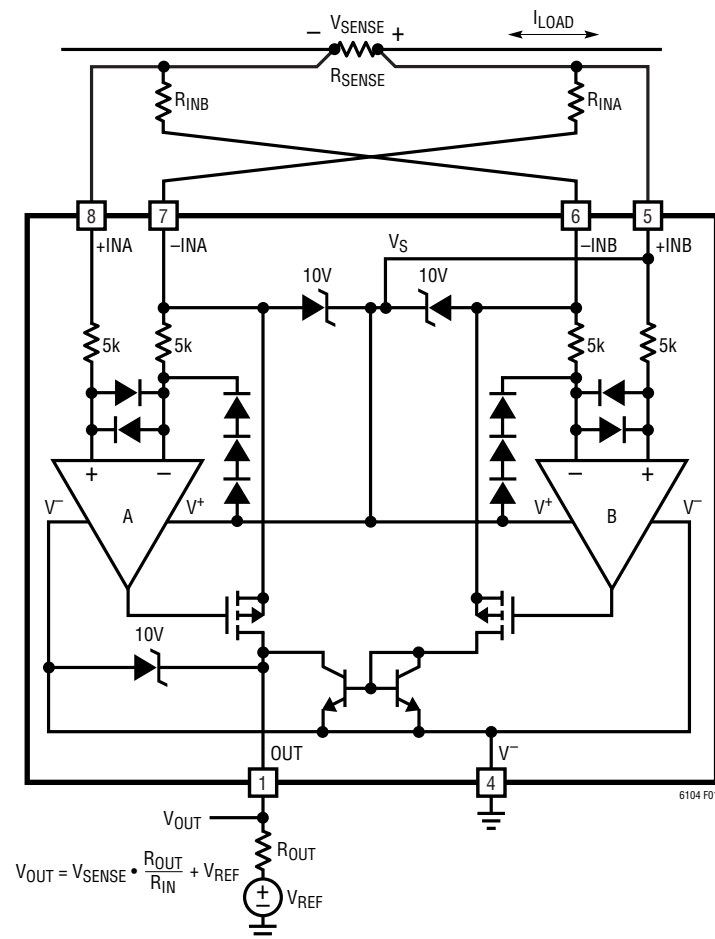 − V_SENSE + I_LOAD
R_SENSE
R_INB R_INA
8 7 6 5
+INA −INA V_S −INB +INB
10V 10V
5k 5k 5k 5k
+ − − +
V− A V+ V+ B V−
10V
OUT V−
1 4
6104 F01
V_OUT
R_OUT
V_OUT = V_SENSE • R_OUT/R_IN + V_REF
+
− V_REF